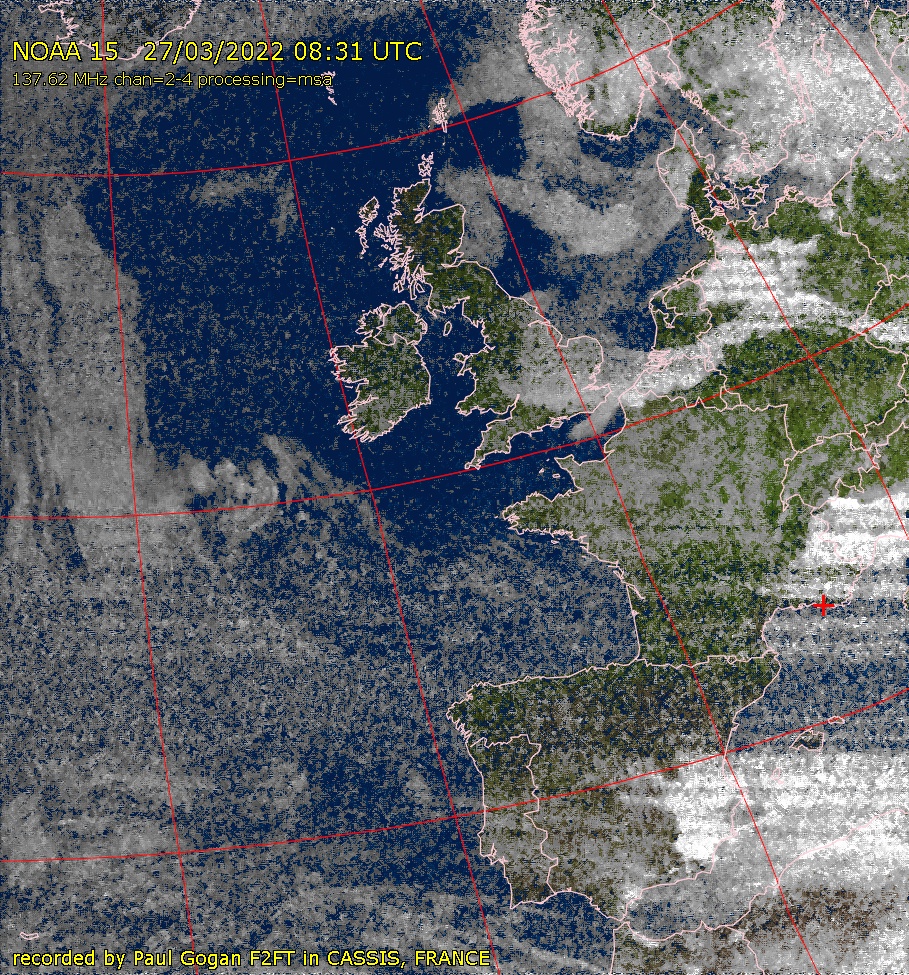 NOAA 15   27/03/2022 08:31 UTC
137.62 MHz chan=2-4 processing=msa
recorded by Paul Gogan F2FT in CASSIS, FRANCE